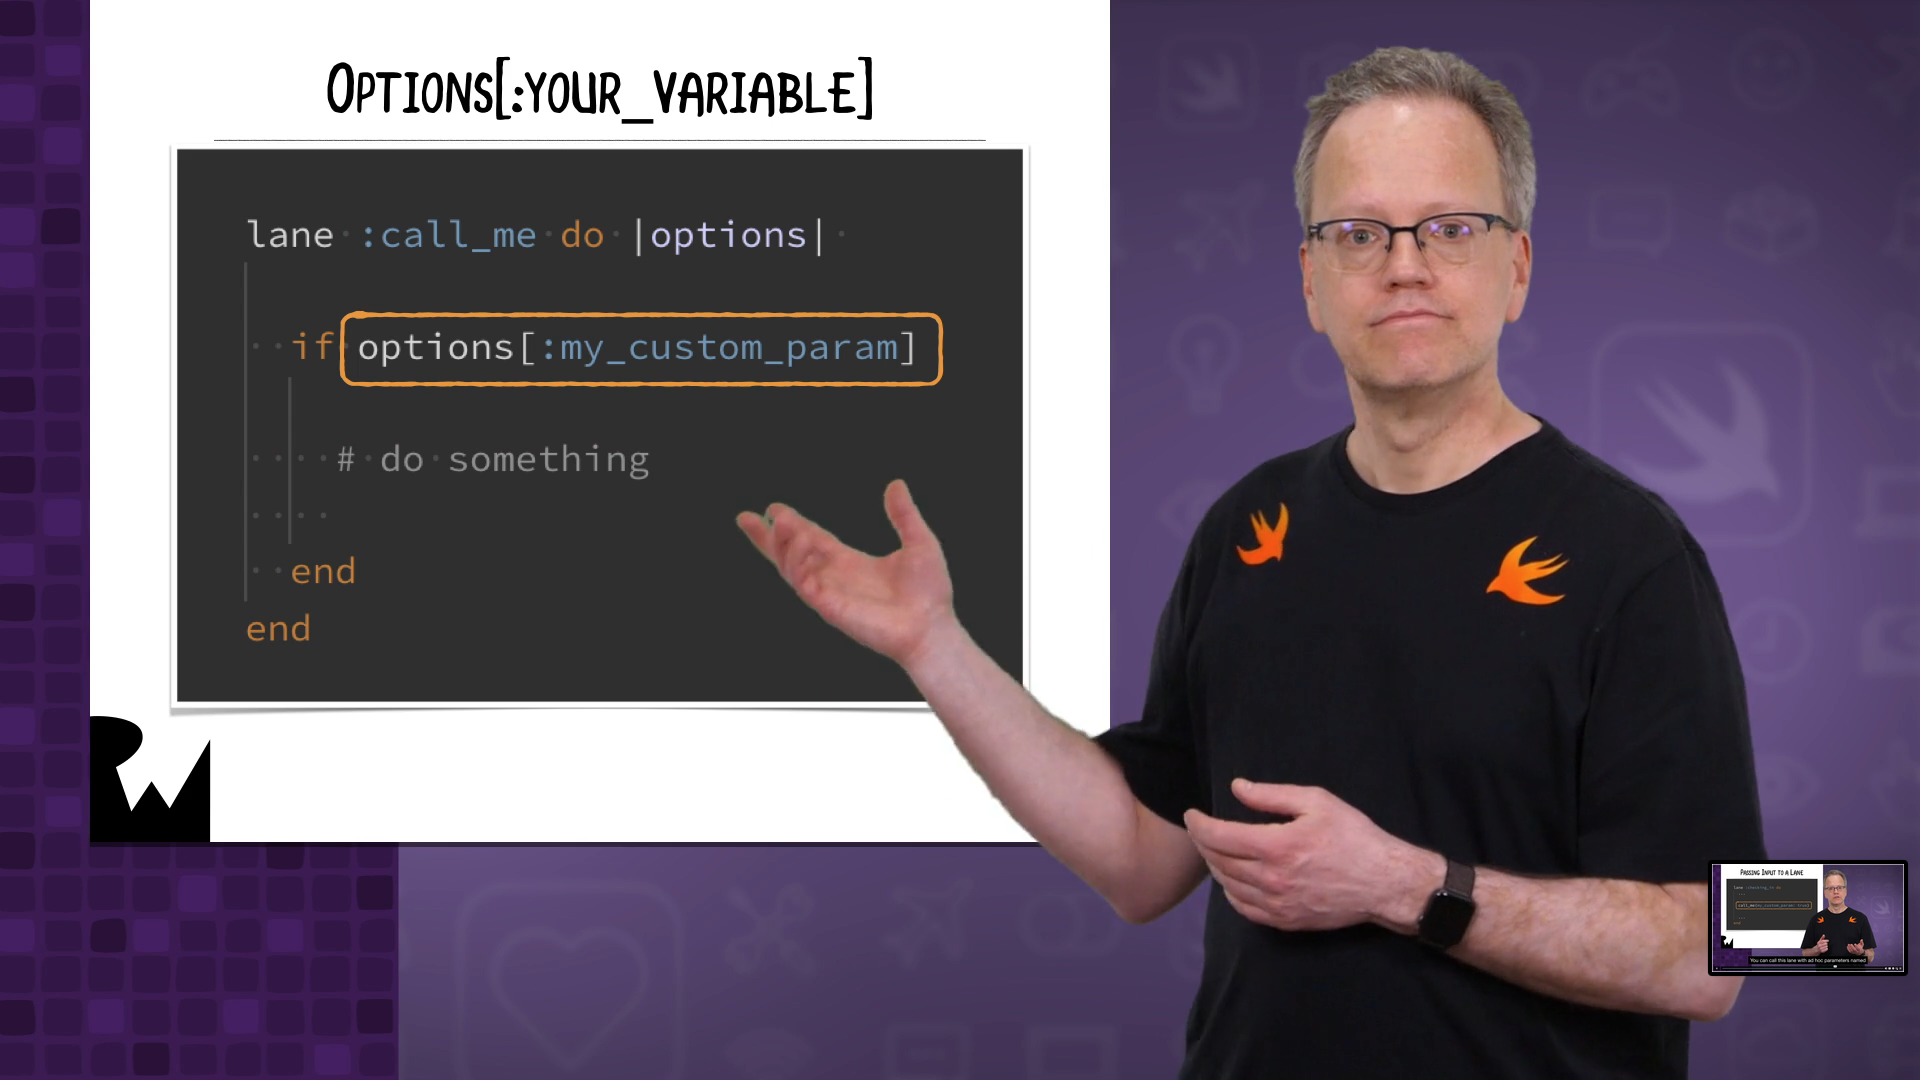 OPTIONS[:YOUR_VARIABLE]
lane :call_me do |options|
if options[:my_custom_param]
# do something
end
end
RW
PASSING INPUT TO A LANE
You can call this lane with ad hoc parameters named